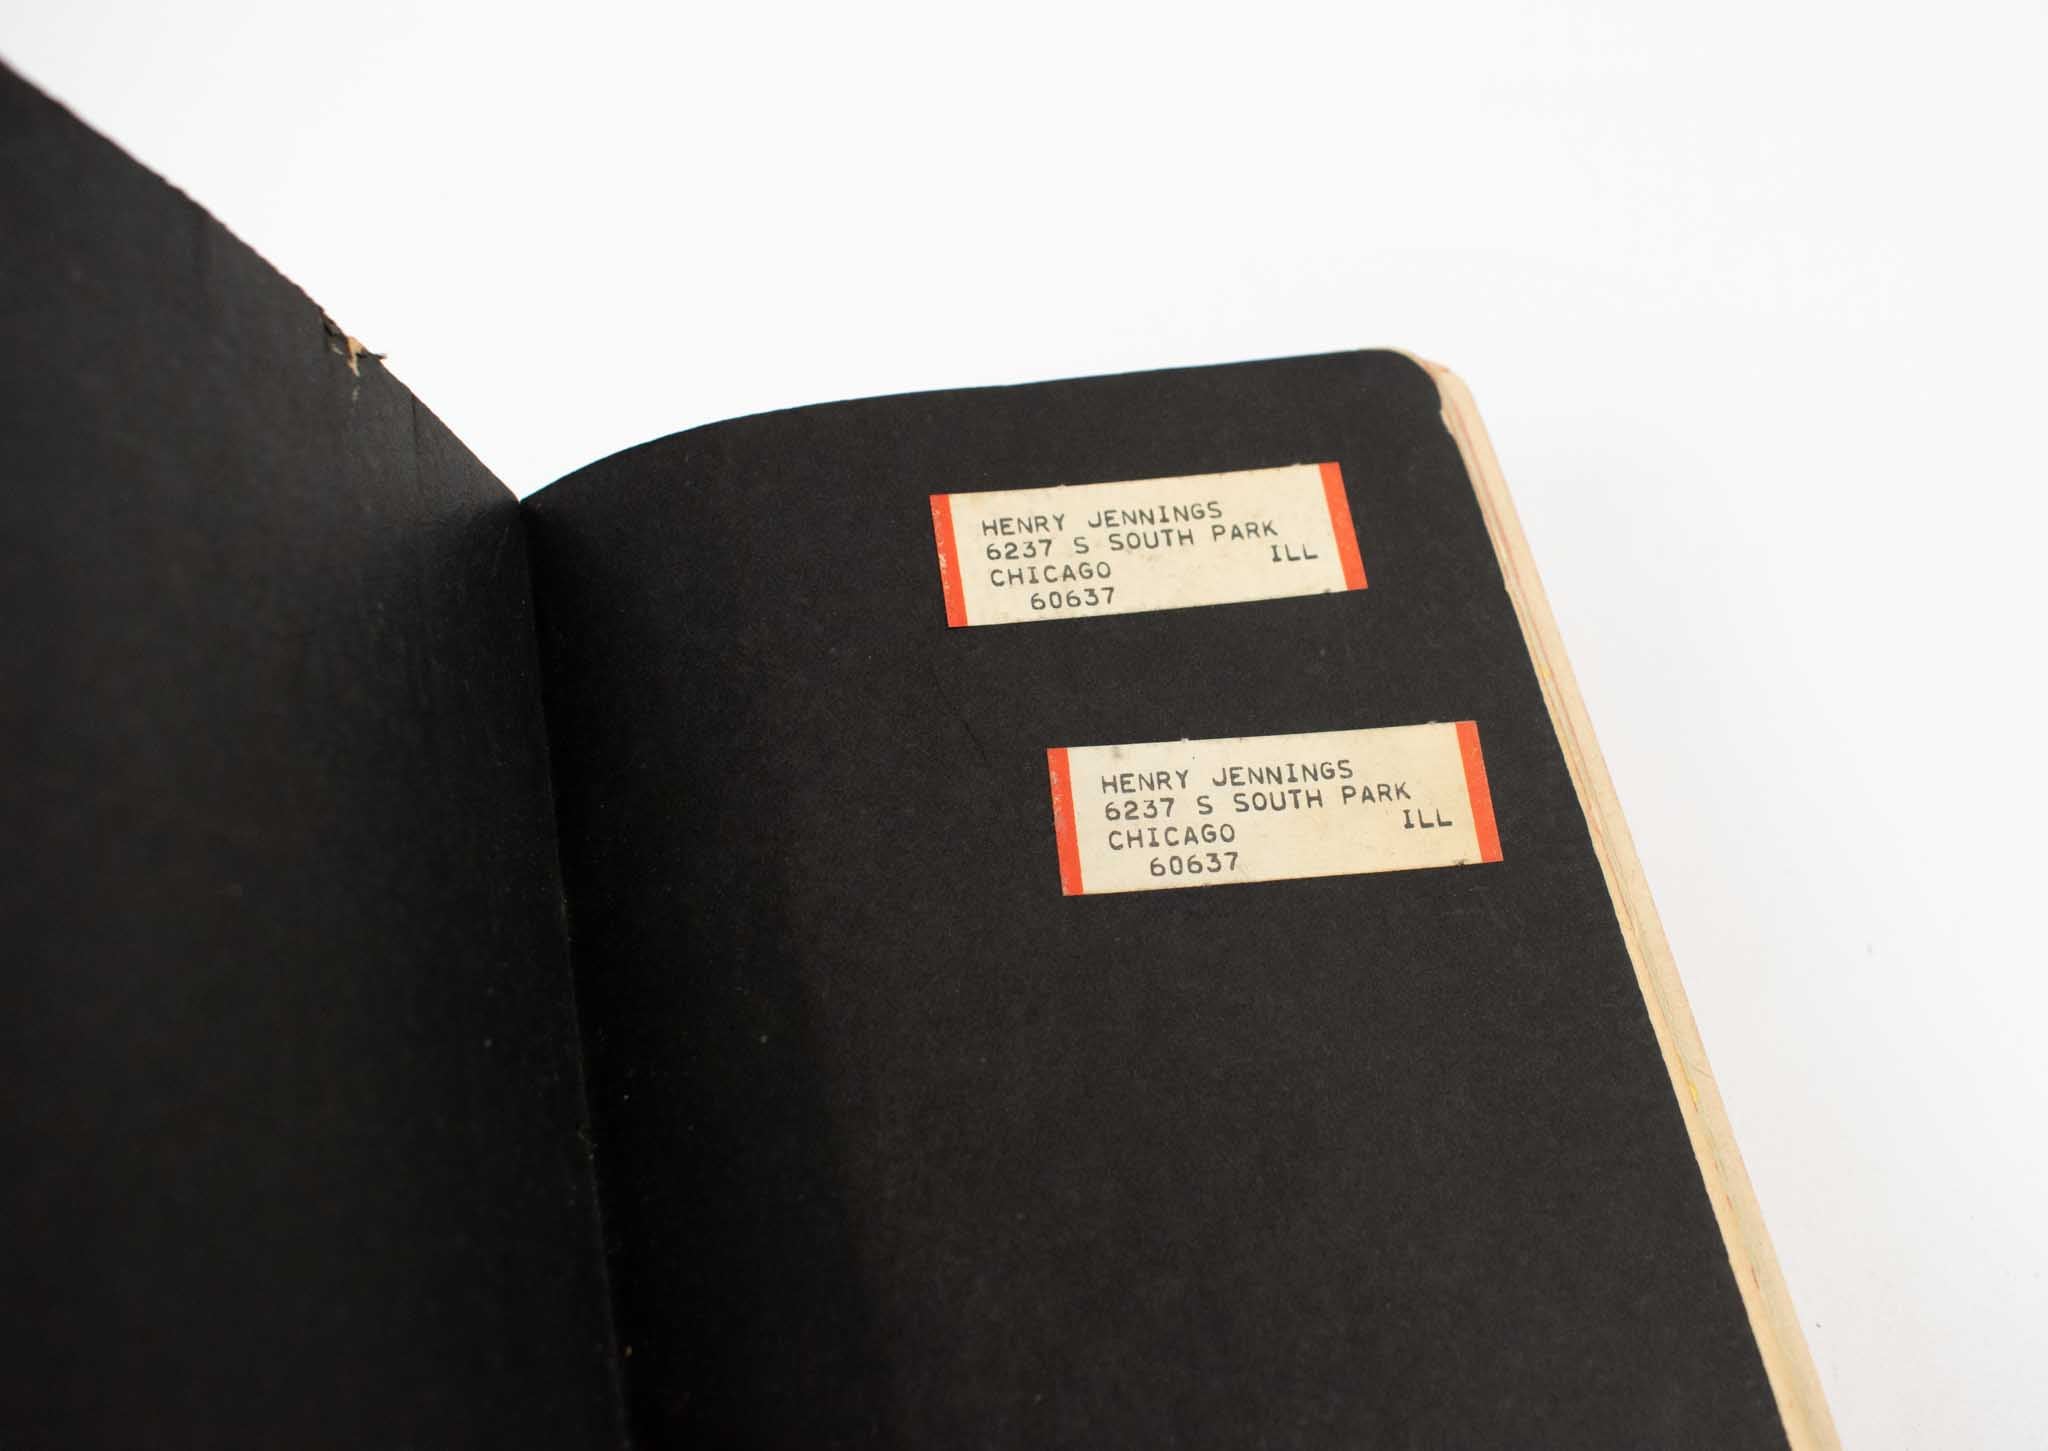 HENRY JENNINGS
6237 S SOUTH PARK
CHICAGO ILL
60637
HENRY JENNINGS
6237 S SOUTH PARK
CHICAGO ILL
60637